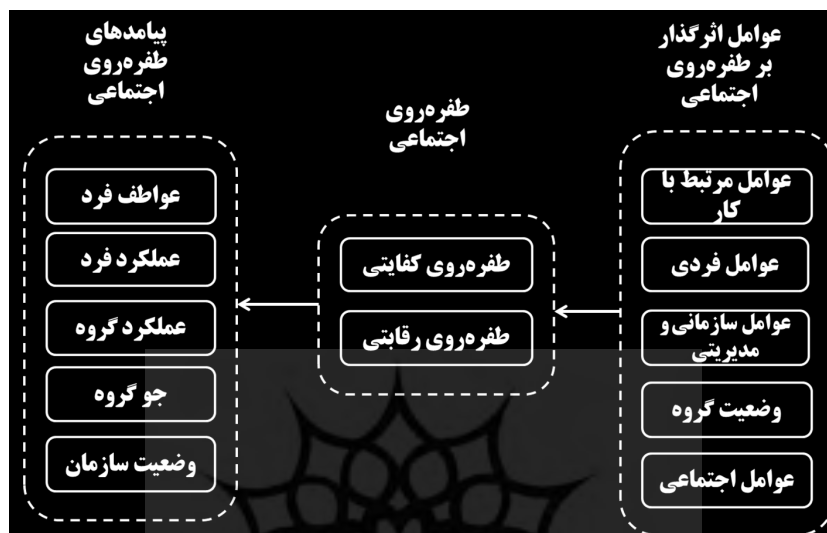 عوامل اثرگذار
بر طفره‌روی
اجتماعی
عوامل مرتبط با
کار
عوامل فردی
عوامل سازمانی و
مدیریتی
وضعیت گروه
عوامل اجتماعی
طفره‌روی
اجتماعی
طفره‌روی کفایتی
طفره‌روی رقابتی
پیامدهای
طفره‌روی
اجتماعی
عواطف فرد
عملکرد فرد
عملکرد گروه
جو گروه
وضعیت سازمان